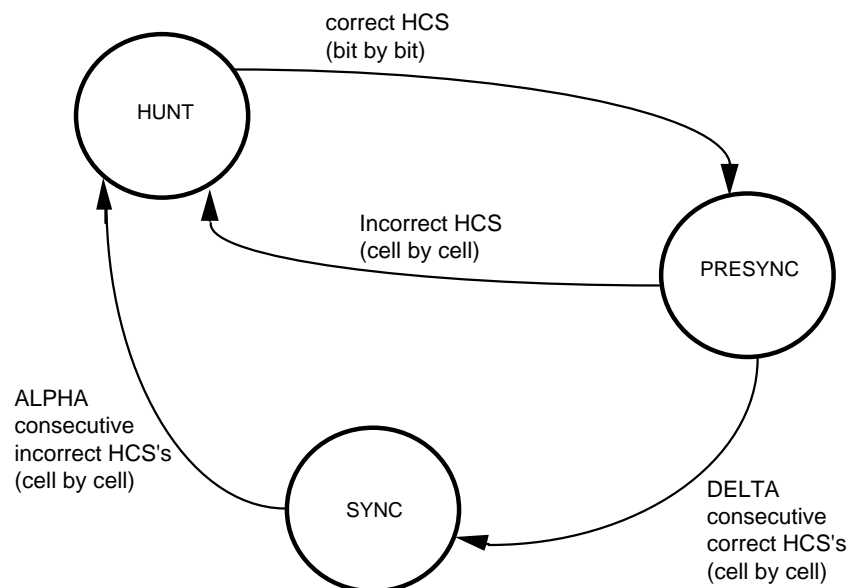 correct HCS
(bit by bit)
HUNT
Incorrect HCS
(cell by cell)
PRESYNC
ALPHA
consecutive
incorrect HCS's
(cell by cell)
SYNC
DELTA
consecutive
correct HCS's
(cell by cell)